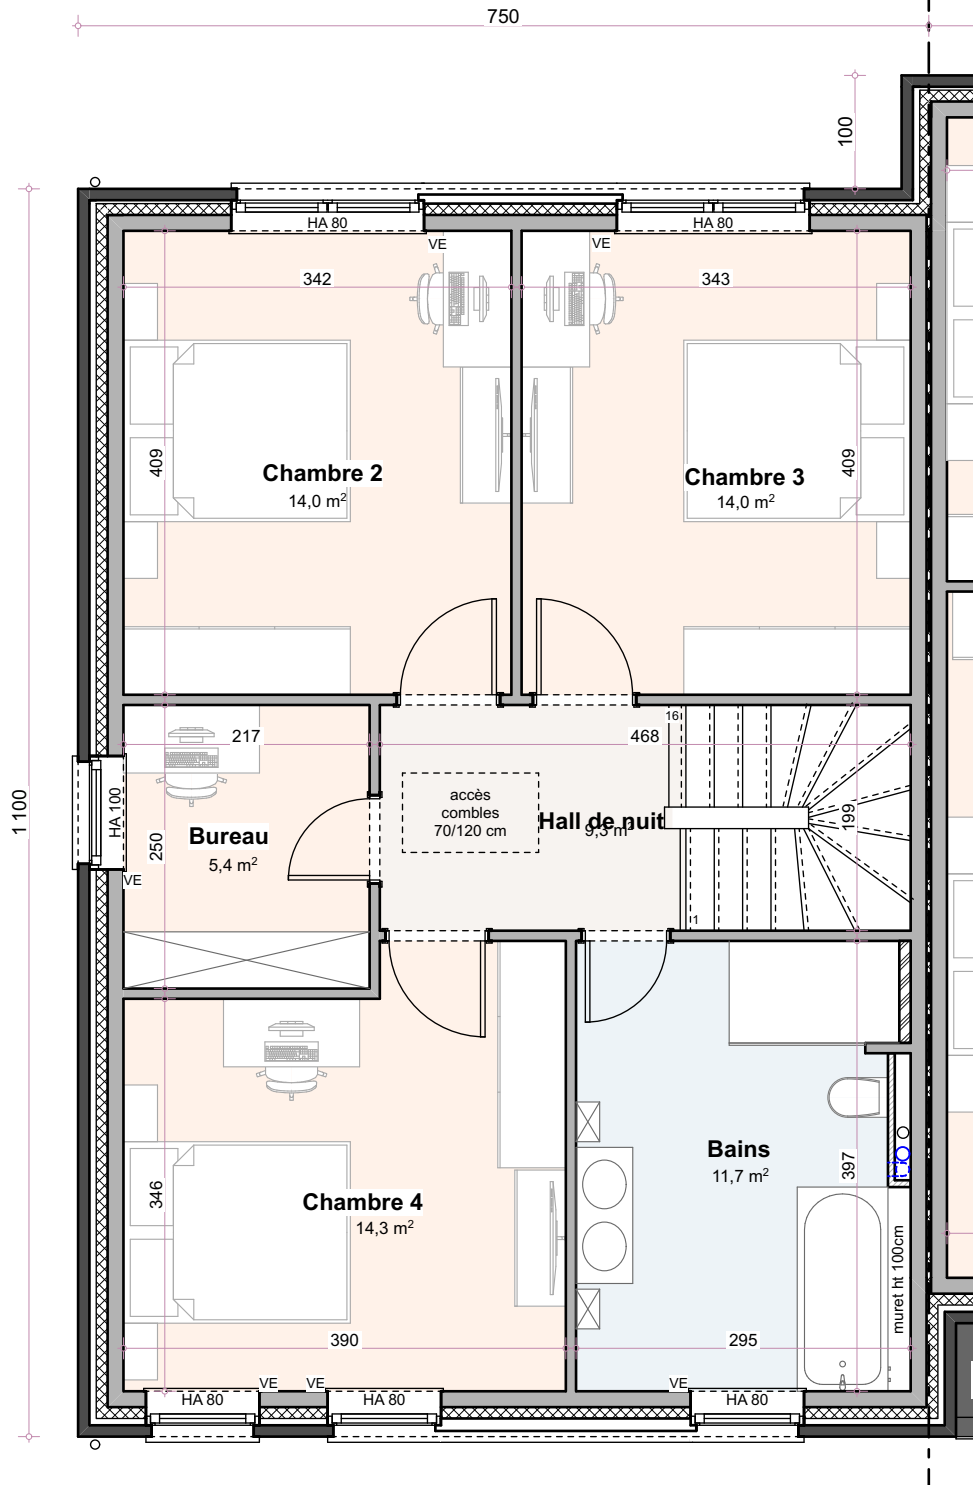 750
100
HA 80
HA 80
VE
VE
342
343
409
409
Chambre 2
14,0 m²
Chambre 3
14,0 m²
1 100
217
468
16
HA 100
250
accès
combles
70/120 cm
Hall de nuit
9,3 m²
199
Bureau
5,4 m²
VE
1
Bains
11,7 m²
397
346
Chambre 4
14,3 m²
muret ht 100cm
390
295
VE
VE
VE
HA 80
HA 80
HA 80